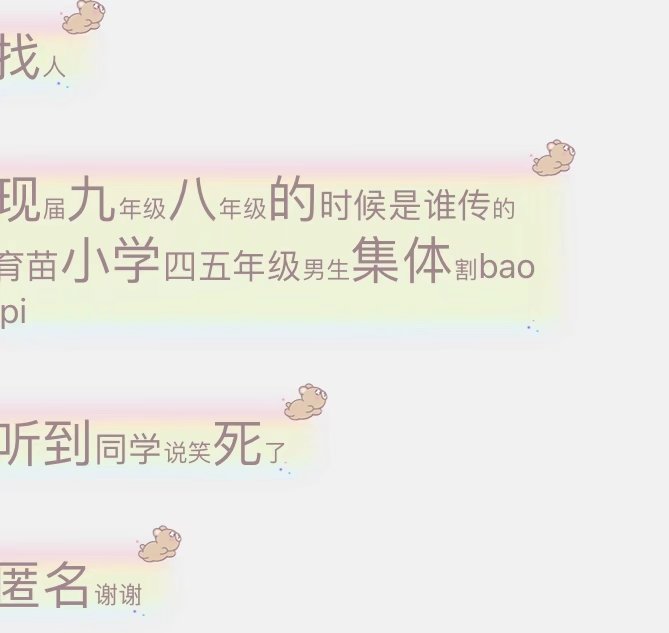 找人
现届九年级八年级的时候是谁传的
育苗小学四五年级男生集体割bao
pi
听到同学说笑死了
匿名谢谢